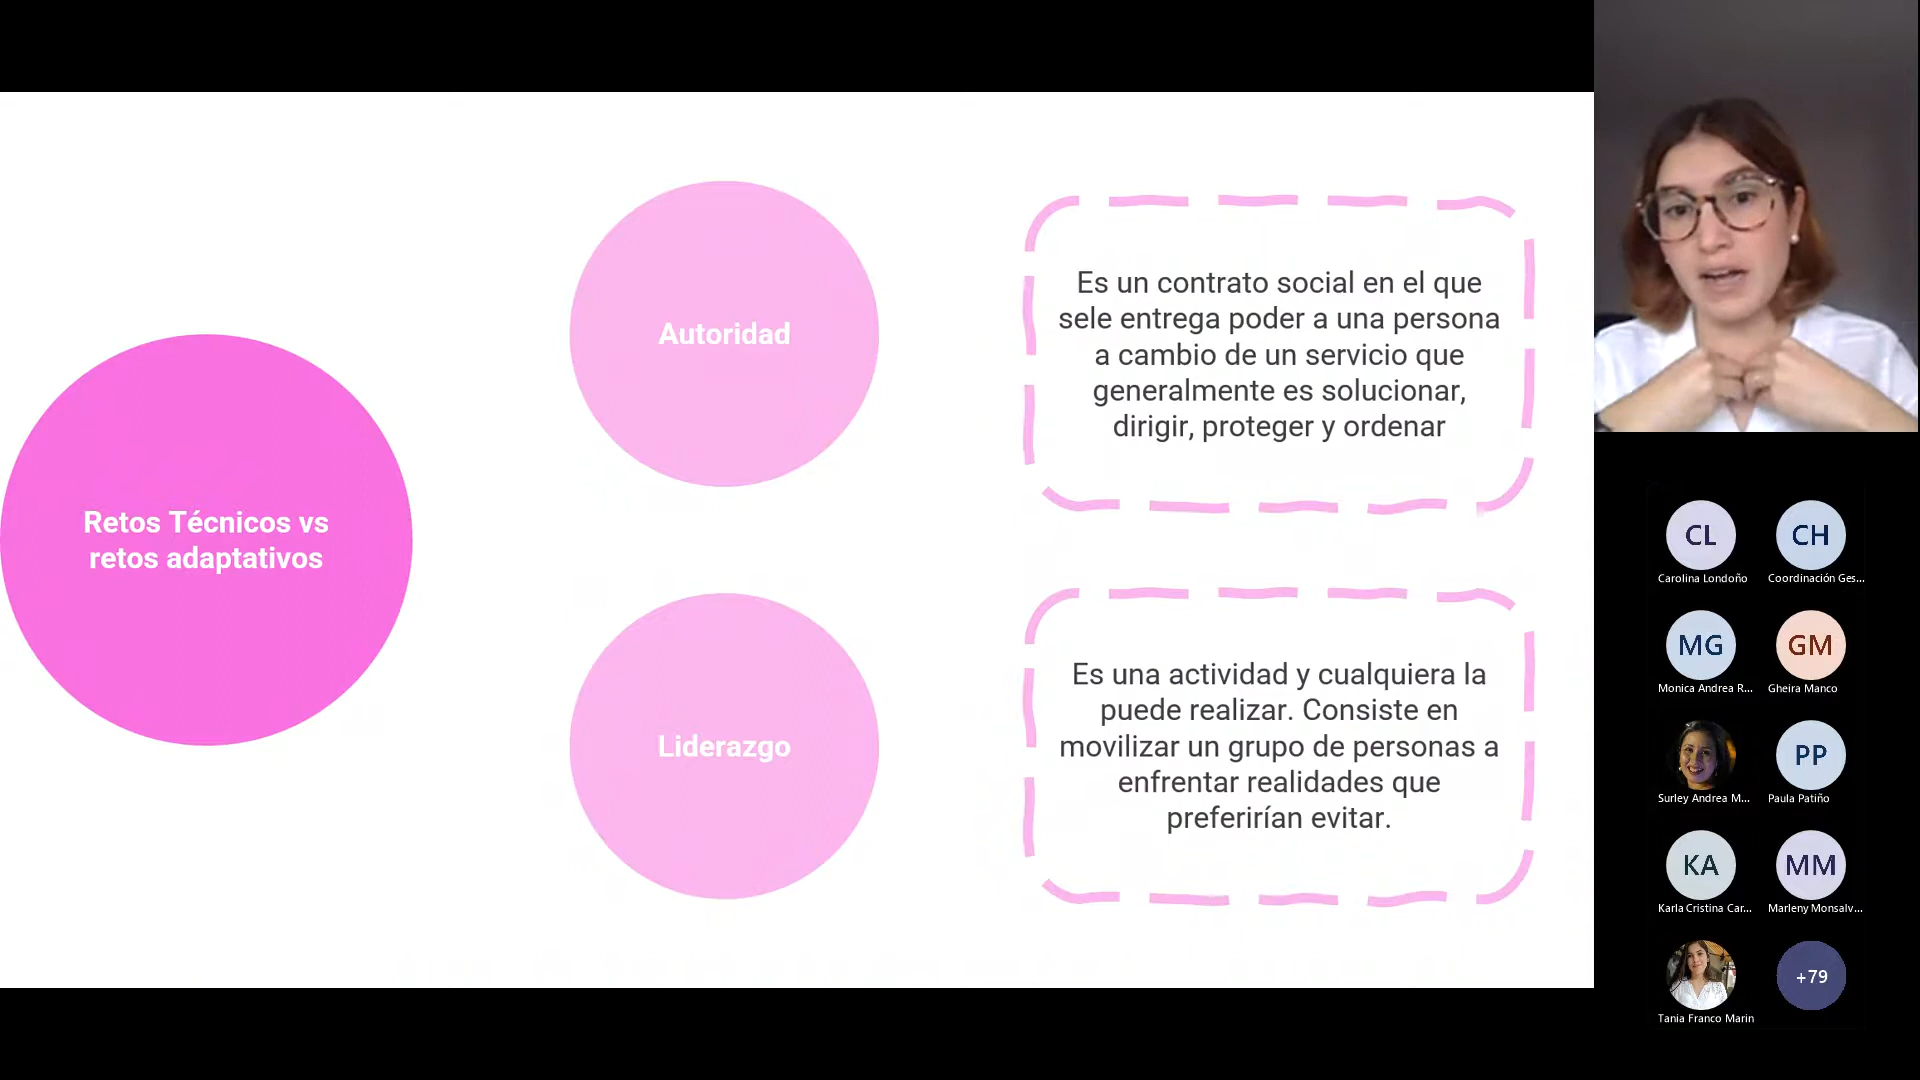 Retos Técnicos vs
retos adaptativos
Autoridad
Es un contrato social en el que
sele entrega poder a una persona
a cambio de un servicio que
generalmente es solucionar,
dirigir, proteger y ordenar
Liderazgo
Es una actividad y cualquiera la
puede realizar. Consiste en
movilizar un grupo de personas a
enfrentar realidades que
preferirían evitar.
CL
Carolina Londoño
CH
Coordinación Ges...
MG
Monica Andrea R...
GM
Gheira Manco
Surley Andrea M...
PP
Paula Patiño
KA
Karla Cristina Car...
MM
Marleny Monsalv...
Tania Franco Marin
+79